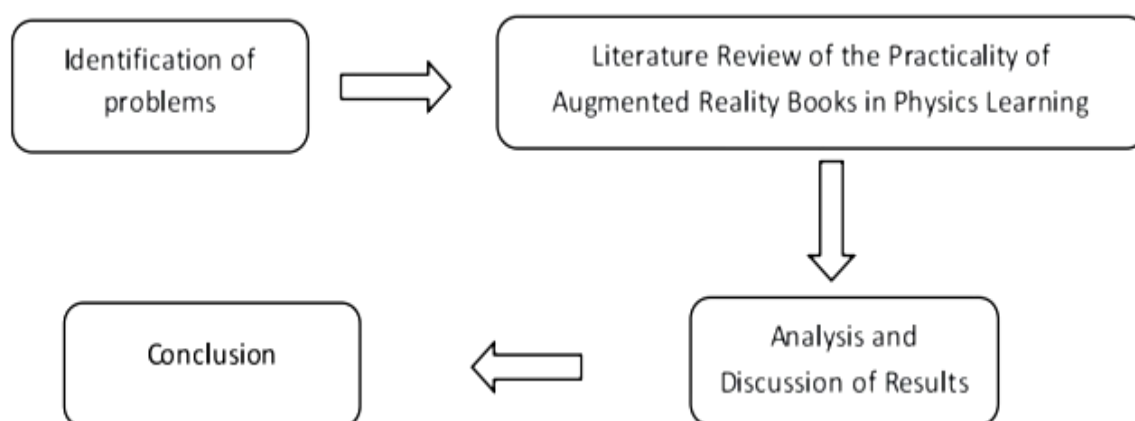 Identification of
problems
Literature Review of the Practicality of
Augmented Reality Books in Physics Learning
Analysis and
Discussion of Results
Conclusion